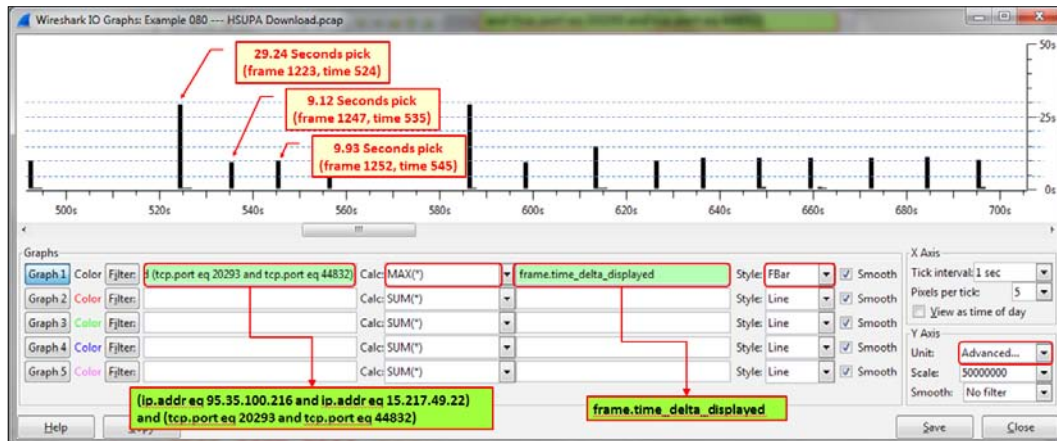 Wireshark IO Graphs: Example 080 --- HSUPA Download.pcap
29.24 Seconds pick
(frame 1223, time 524)
9.12 Seconds pick
(frame 1247, time 535)
9.93 Seconds pick
(frame 1252, time 545)
50s
25s
0s
500s 520s 540s 560s 580s 600s 620s 640s 660s 680s 700s
Graphs
Graph 1 Color Filter: (tcp.port eq 20293 and tcp.port eq 44832) Calc: MAX(*) frame.time_delta_displayed Style: FBar Smooth
Graph 2 Color Filter: Calc: SUM(*) Style: Line Smooth
Graph 3 Color Filter: Calc: SUM(*) Style: Line Smooth
Graph 4 Color Filter: Calc: SUM(*) Style: Line Smooth
Graph 5 Color Filter: Calc: SUM(*) Style: Line Smooth
X Axis
Tick interval: 1 sec
Pixels per tick: 5
View as time of day
Y Axis
Unit: Advanced...
Scale: 50000000
Smooth: No filter
(ip.addr eq 95.35.100.216 and ip.addr eq 15.217.49.22)
and (tcp.port eq 20293 and tcp.port eq 44832)
frame.time_delta_displayed
Help Save Close